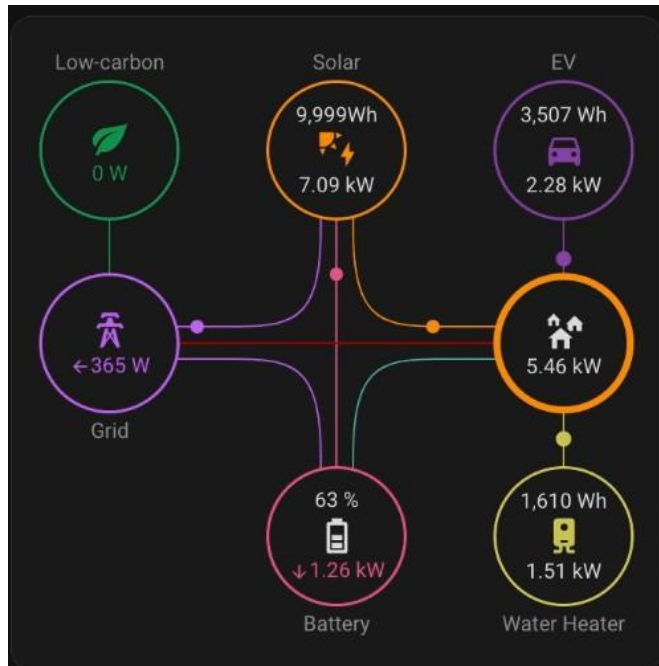 Low-carbon
Solar
EV
9,999Wh
3,507 Wh
0 W
7.09 kW
2.28 kW
←365 W
5.46 kW
Grid
63 %
1,610 Wh
↓1.26 kW
1.51 kW
Battery
Water Heater